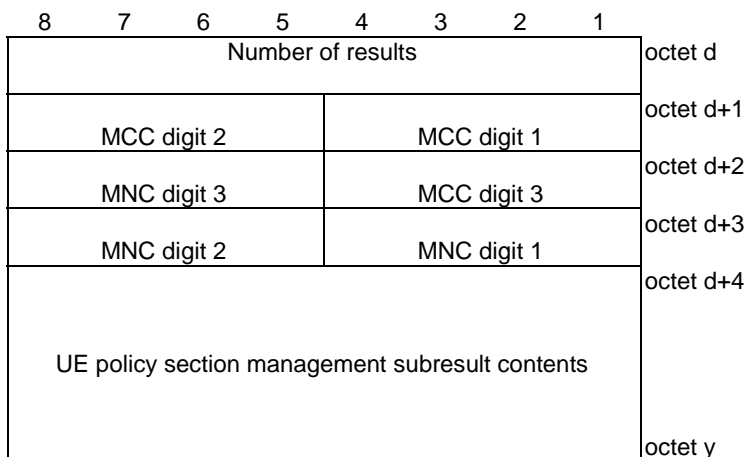 8 7 6 5 4 3 2 1
Number of results octet d
octet d+1
MCC digit 2 MCC digit 1
octet d+2
MNC digit 3 MCC digit 3
octet d+3
MNC digit 2 MNC digit 1
octet d+4
UE policy section management subresult contents
octet y